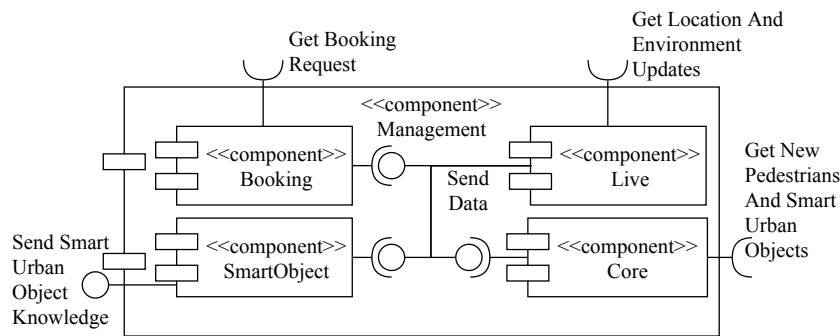 Get Booking
Request
Get Location And
Environment
Updates
<<component>>
Management
<<component>>
Booking
<<component>>
Live
Send
Data
Get New
Pedestrians
And Smart
Urban
Objects
Send Smart
Urban
Object
Knowledge
<<component>>
SmartObject
<<component>>
Core